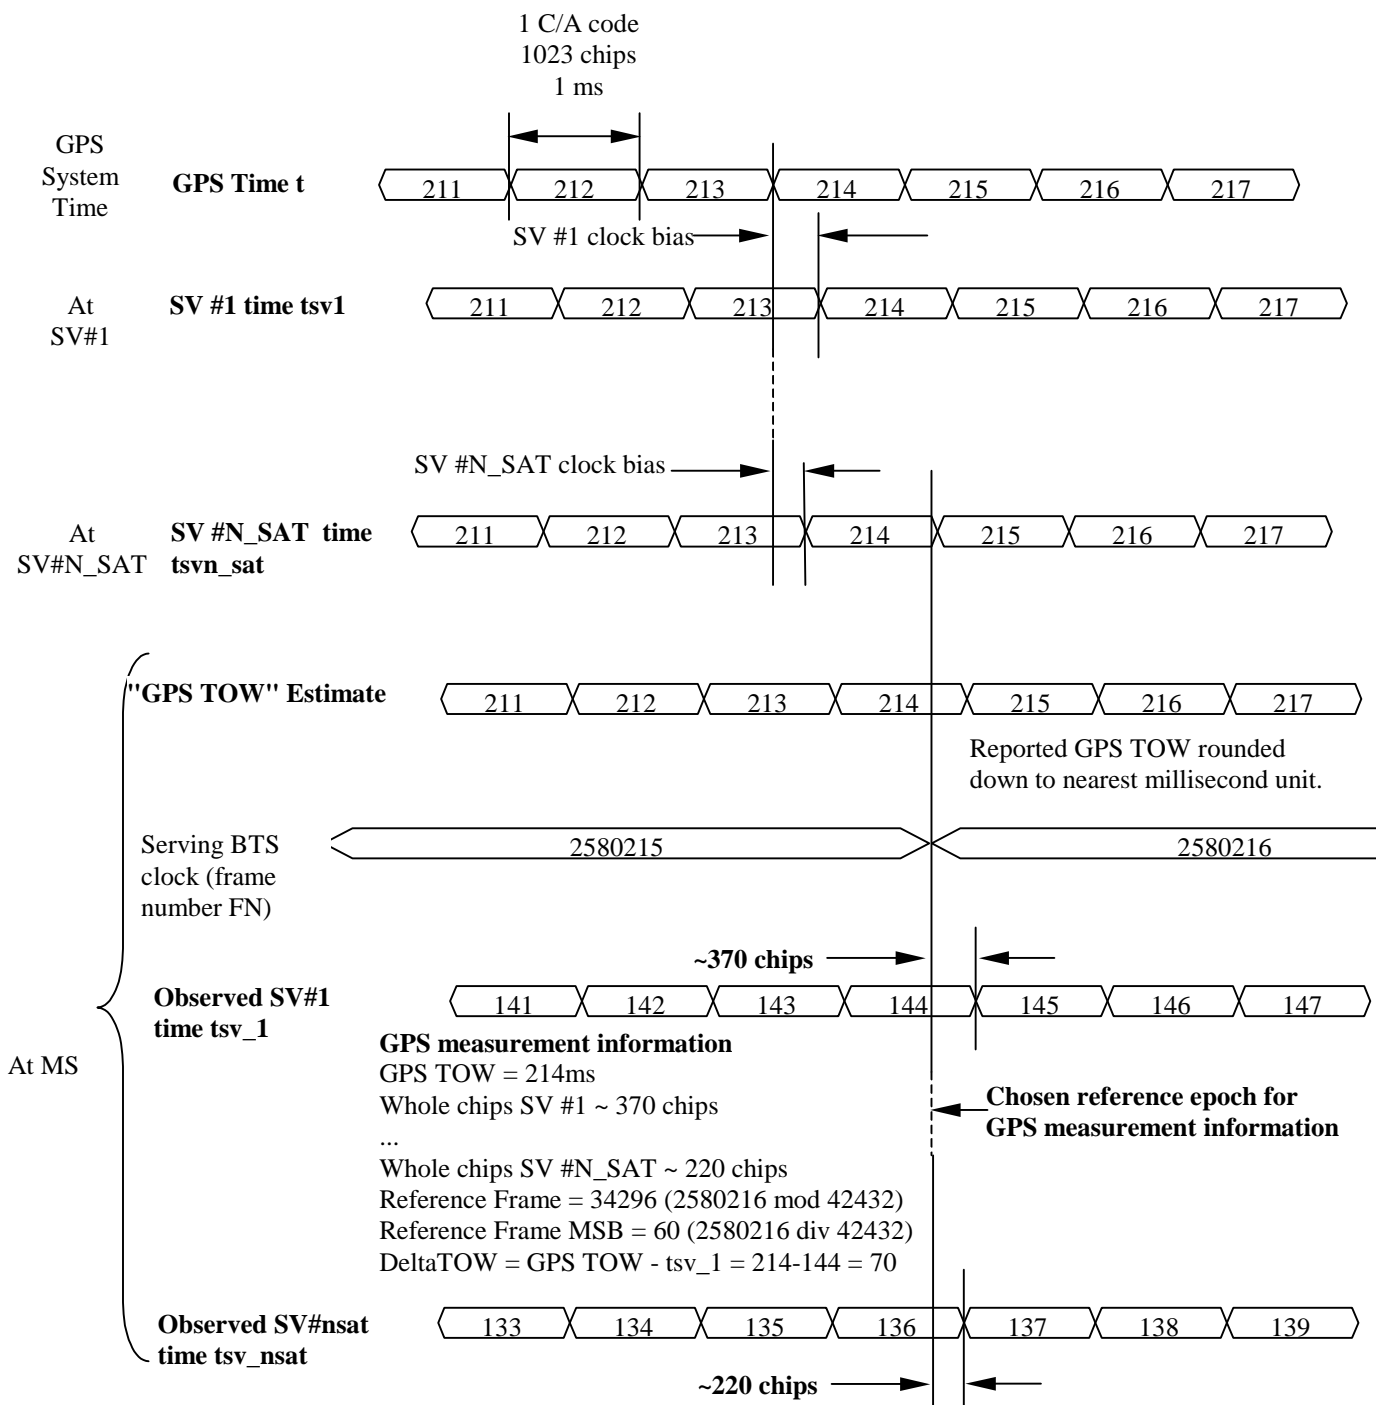 1 C/A code
1023 chips
1 ms
GPS
System
Time
GPS Time t
211 212 213 214 215 216 217
SV #1 clock bias
At
SV#1
SV #1 time tsv1
211 212 213 214 215 216 217
SV #N_SAT clock bias
At
SV#N_SAT
SV #N_SAT time
tsvn_sat
211 212 213 214 215 216 217
"GPS TOW" Estimate
211 212 213 214 215 216 217
Reported GPS TOW rounded
down to nearest millisecond unit.
Serving BTS
clock (frame
number FN)
2580215 2580216
~370 chips
Observed SV#1
time tsv_1
141 142 143 144 145 146 147
At MS
GPS measurement information
GPS TOW = 214ms
Whole chips SV #1 ~ 370 chips
...
Whole chips SV #N_SAT ~ 220 chips
Reference Frame = 34296 (2580216 mod 42432)
Reference Frame MSB = 60 (2580216 div 42432)
DeltaTOW = GPS TOW - tsv_1 = 214-144 = 70
Chosen reference epoch for
GPS measurement information
Observed SV#nsat
time tsv_nsat
133 134 135 136 137 138 139
~220 chips